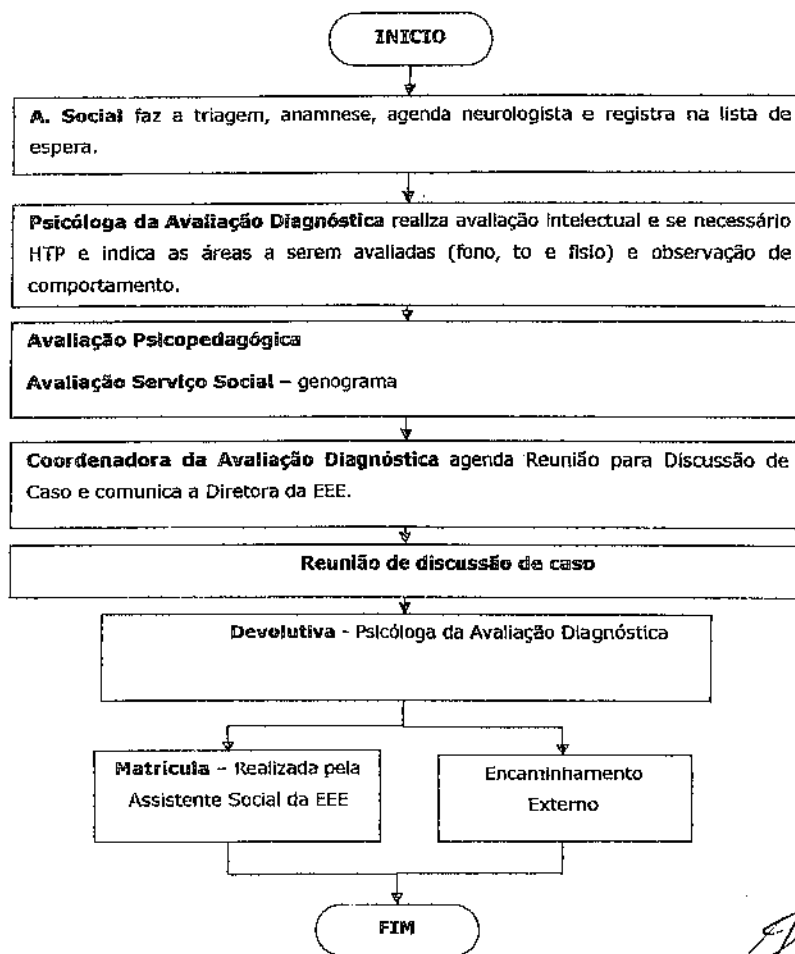 INICIO
A. Social faz a triagem, anamnese, agenda neurologista e registra na lista de
espera.
Psicóloga da Avaliação Diagnóstica realiza avaliação intelectual e se necessário
HTP e indica as áreas a serem avaliadas (fono, to e fisio) e observação de
comportamento.
Avaliação Psicopedagógica
Avaliação Serviço Social – genograma
Coordenadora da Avaliação Diagnóstica agenda Reunião para Discussão de
Caso e comunica a Diretora da EEE.
Reunião de discussão de caso
Devolutiva - Psicóloga da Avaliação Diagnóstica
Matrícula – Realizada pela
Assistente Social da EEE
Encaminhamento
Externo
FIM